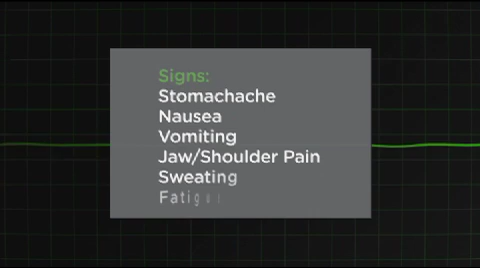 Signs:
Stomachache
Nausea
Vomiting
Jaw/Shoulder Pain
Sweating